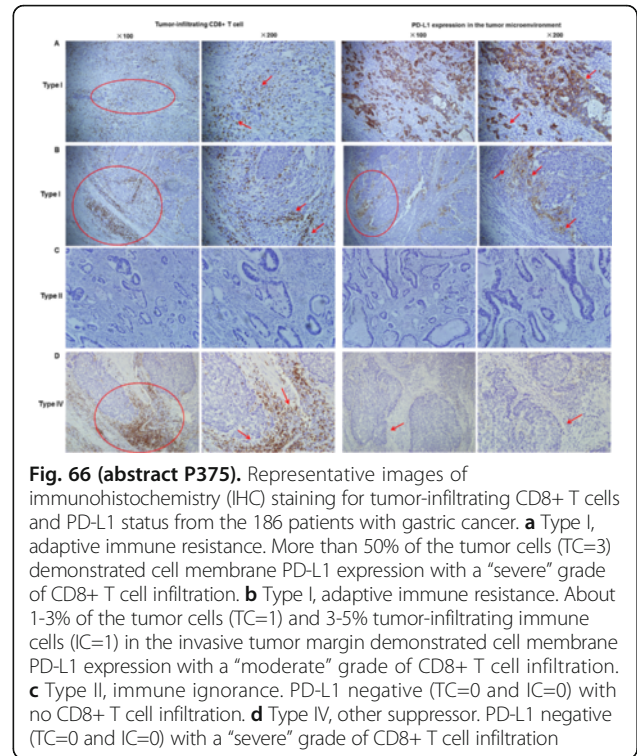 Tumor-infiltrating CD8+ T cell
PD-L1 expression in the tumor microenvironment
×100 ×200 ×100 ×200
A
Type I
B
Type I
C
Type II
D
Type IV
Fig. 66 (abstract P375). Representative images of
immunohistochemistry (IHC) staining for tumor-infiltrating CD8+ T cells
and PD-L1 status from the 186 patients with gastric cancer. a Type I,
adaptive immune resistance. More than 50% of the tumor cells (TC=3)
demonstrated cell membrane PD-L1 expression with a “severe” grade
of CD8+ T cell infiltration. b Type I, adaptive immune resistance. About
1-3% of the tumor cells (TC=1) and 3-5% tumor-infiltrating immune
cells (IC=1) in the invasive tumor margin demonstrated cell membrane
PD-L1 expression with a “moderate” grade of CD8+ T cell infiltration.
c Type II, immune ignorance. PD-L1 negative (TC=0 and IC=0) with
no CD8+ T cell infiltration. d Type IV, other suppressor. PD-L1 negative
(TC=0 and IC=0) with a “severe” grade of CD8+ T cell infiltration